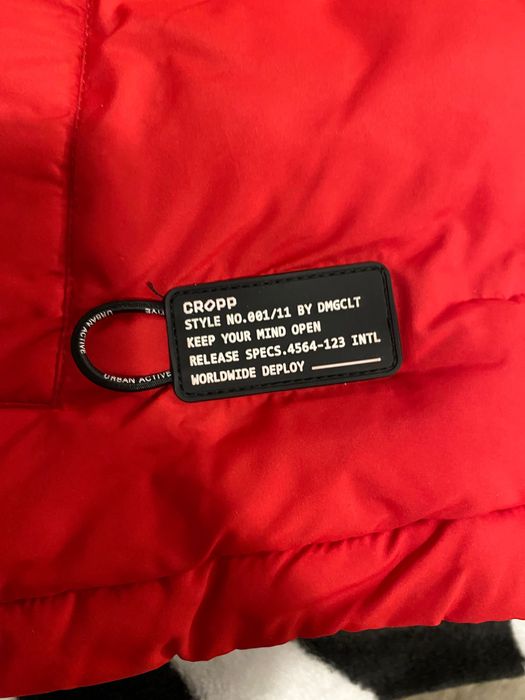 CROPP
STYLE NO.001/11 BY DMGCLT
KEEP YOUR MIND OPEN
RELEASE SPECS.4564-123 INTL
WORLDWIDE DEPLOY
URBAN ACTIVE
URBAN ACTIVE